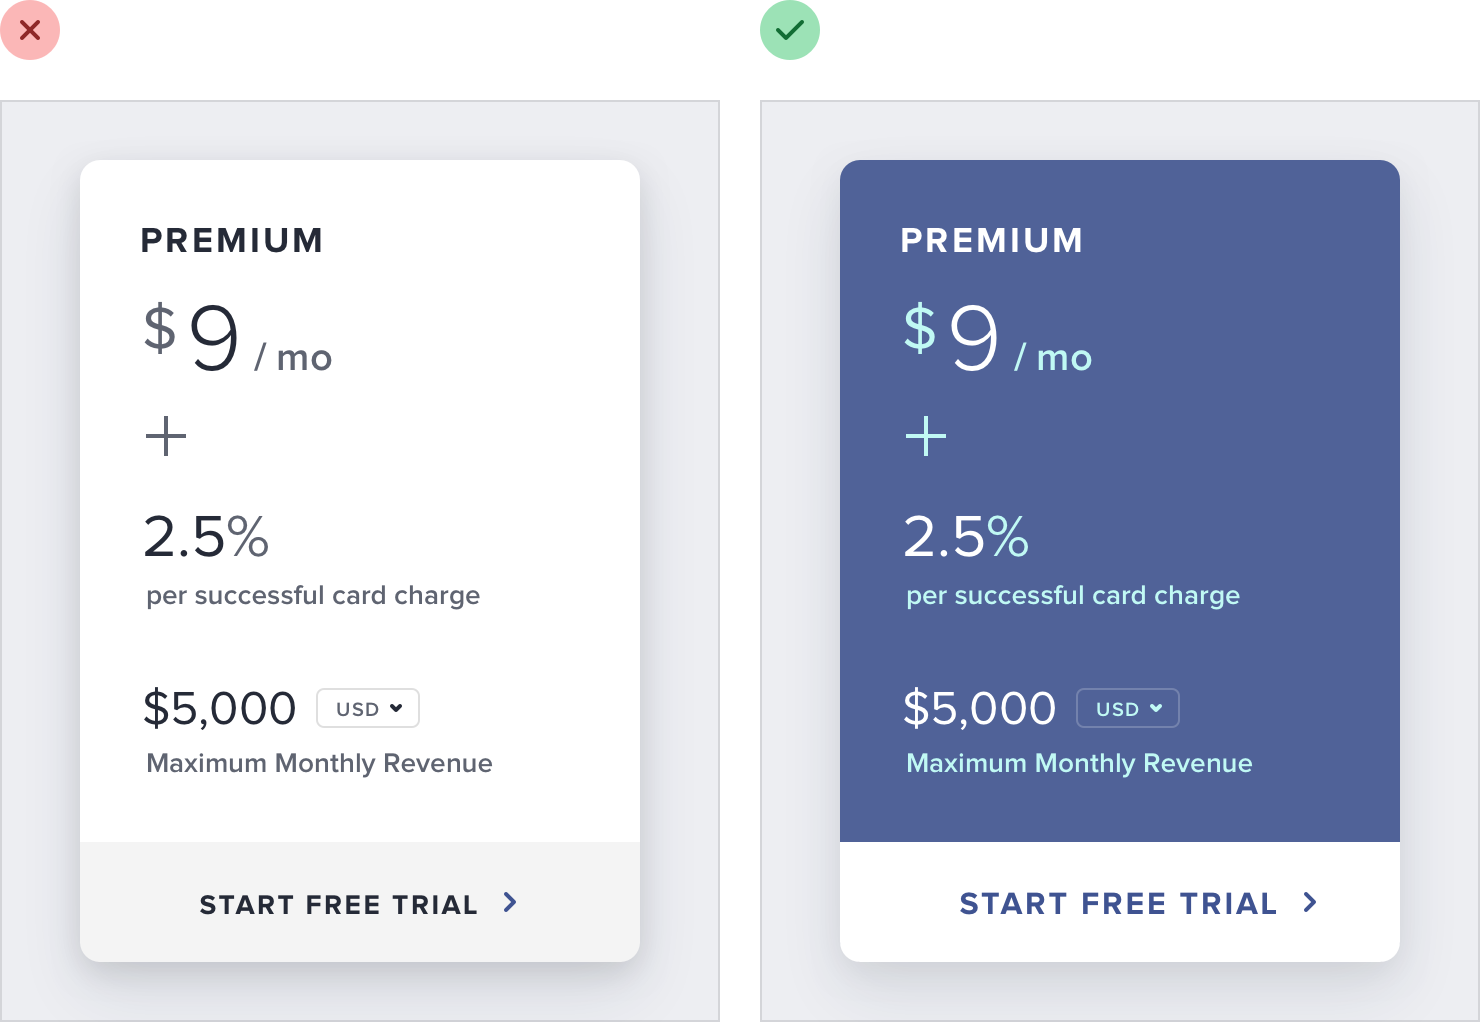 PREMIUM
$9 / mo
+
2.5%
per successful card charge
$5,000 USD
Maximum Monthly Revenue
START FREE TRIAL
PREMIUM
$9 / mo
+
2.5%
per successful card charge
$5,000 USD
Maximum Monthly Revenue
START FREE TRIAL